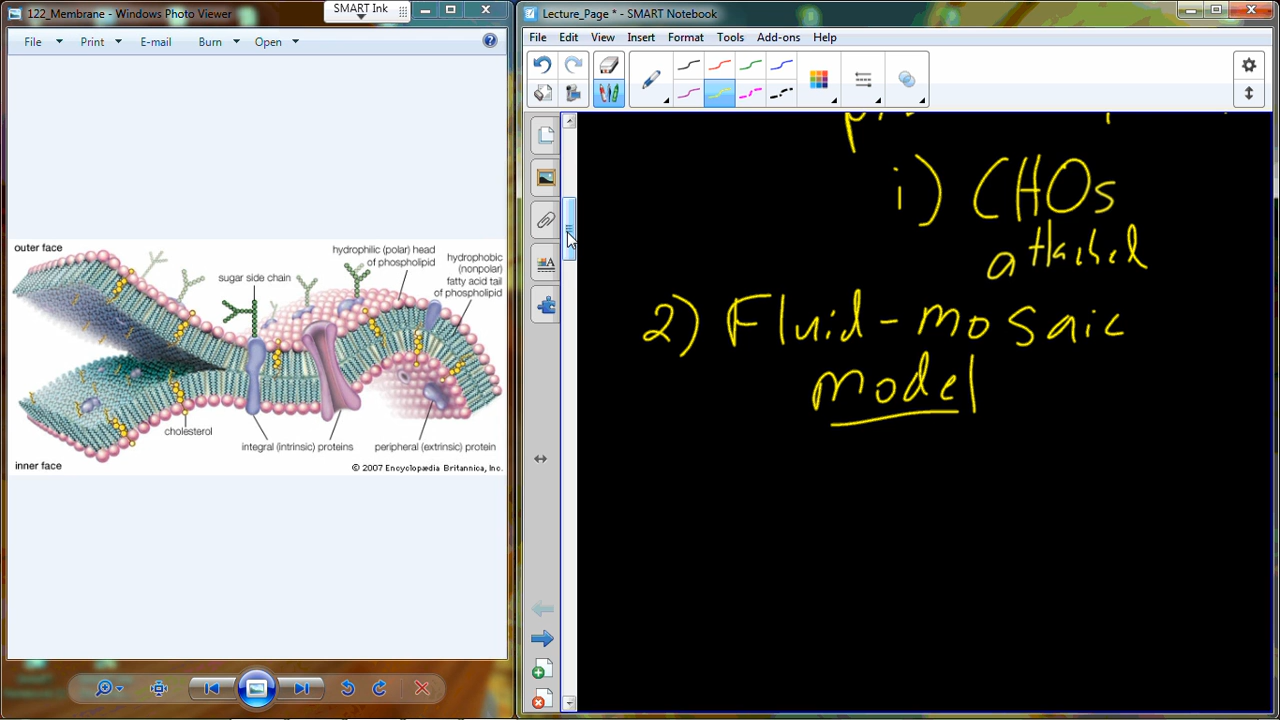 122_Membrane - Windows Photo Viewer
SMART Ink
File Print E-mail Burn Open
outer face
sugar side chain
hydrophilic (polar) head
of phospholipid
hydrophobic
(nonpolar)
fatty acid tail
of phospholipid
cholesterol
integral (intrinsic) proteins
peripheral (extrinsic) protein
inner face
© 2007 Encyclopædia Britannica, Inc.
Lecture_Page * - SMART Notebook
File Edit View Insert Format Tools Add-ons Help
i) CHOs
attached
2) Fluid-mosaic
model